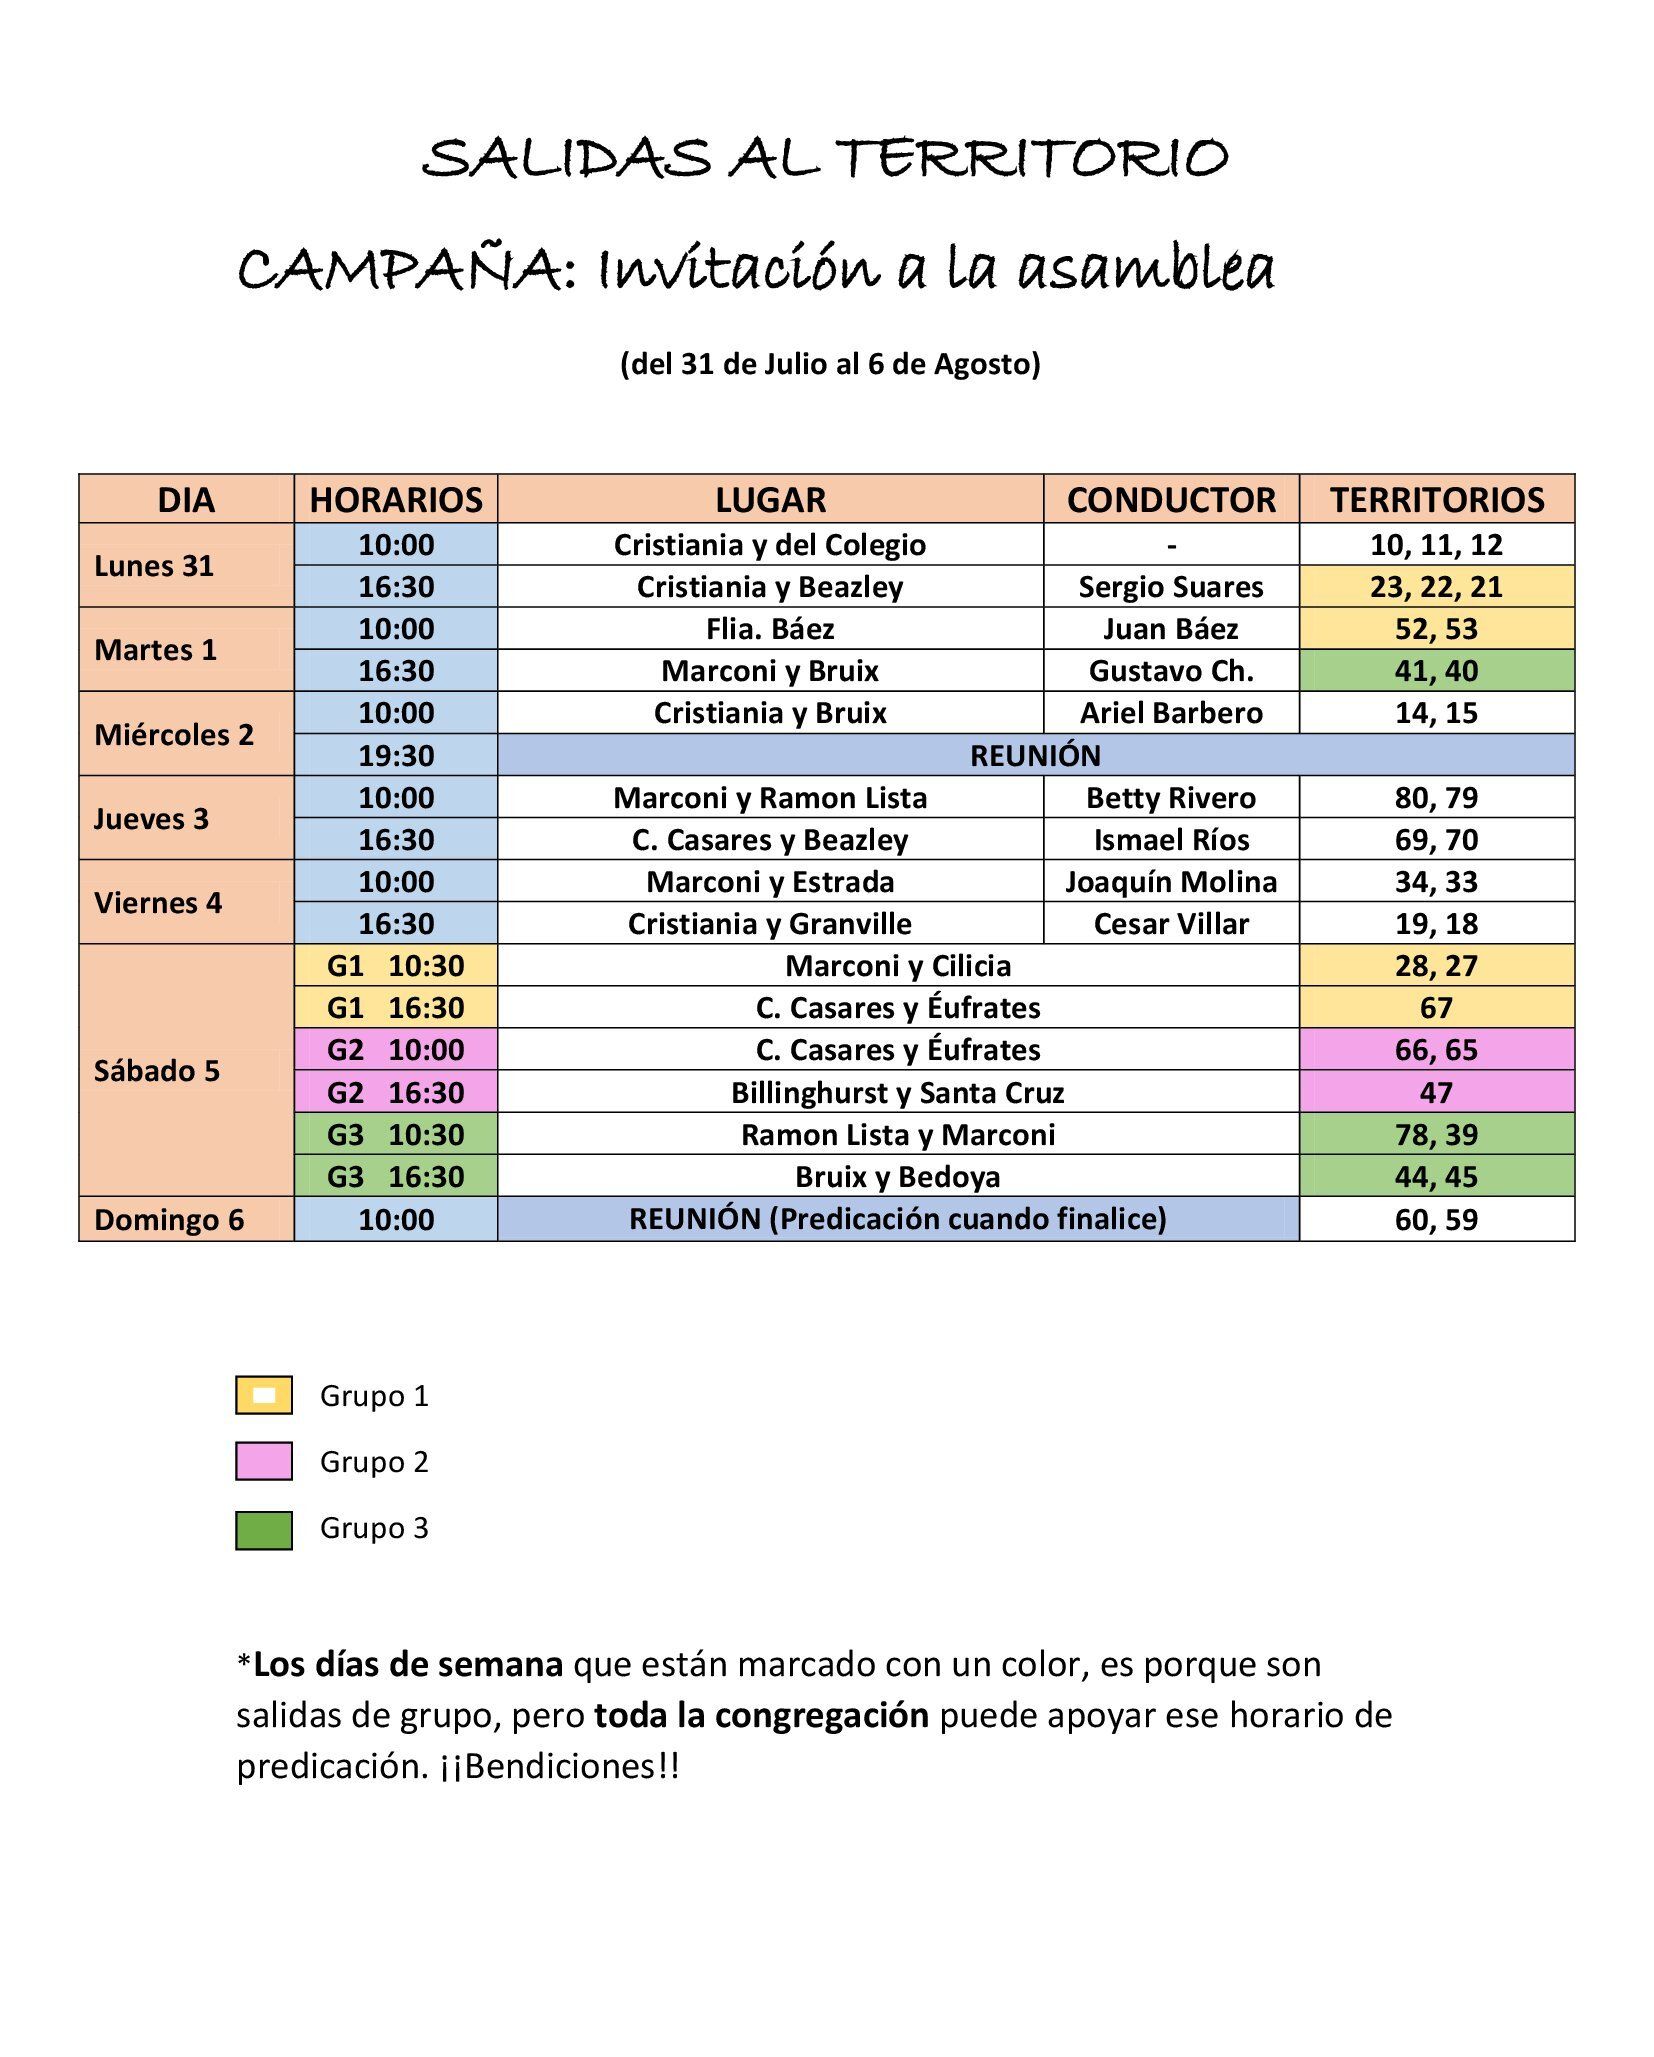 SALIDAS AL TERRITORIO
CAMPAÑA: Invitación a la asamblea
(del 31 de Julio al 6 de Agosto)
DIA HORARIOS LUGAR CONDUCTOR TERRITORIOS
Lunes 31
10:00 Cristiania y del Colegio - 10, 11, 12
16:30 Cristiania y Beazley Sergio Suares 23, 22, 21
Martes 1
10:00 Flia. Báez Juan Báez 52, 53
16:30 Marconi y Bruix Gustavo Ch. 41, 40
Miércoles 2
10:00 Cristiania y Bruix Ariel Barbero 14, 15
19:30 REUNIÓN
Jueves 3
10:00 Marconi y Ramon Lista Betty Rivero 80, 79
16:30 C. Casares y Beazley Ismael Ríos 69, 70
Viernes 4
10:00 Marconi y Estrada Joaquín Molina 34, 33
16:30 Cristiania y Granville Cesar Villar 19, 18
Sábado 5
G1 10:30 Marconi y Cilicia 28, 27
G1 16:30 C. Casares y Éufrates 67
G2 10:00 C. Casares y Éufrates 66, 65
G2 16:30 Billinghurst y Santa Cruz 47
G3 10:30 Ramon Lista y Marconi 78, 39
G3 16:30 Bruix y Bedoya 44, 45
Domingo 6 10:00 REUNIÓN (Predicación cuando finalice) 60, 59
Grupo 1
Grupo 2
Grupo 3
*Los días de semana que están marcado con un color, es porque son
salidas de grupo, pero toda la congregación puede apoyar ese horario de
predicación. ¡¡Bendiciones!!